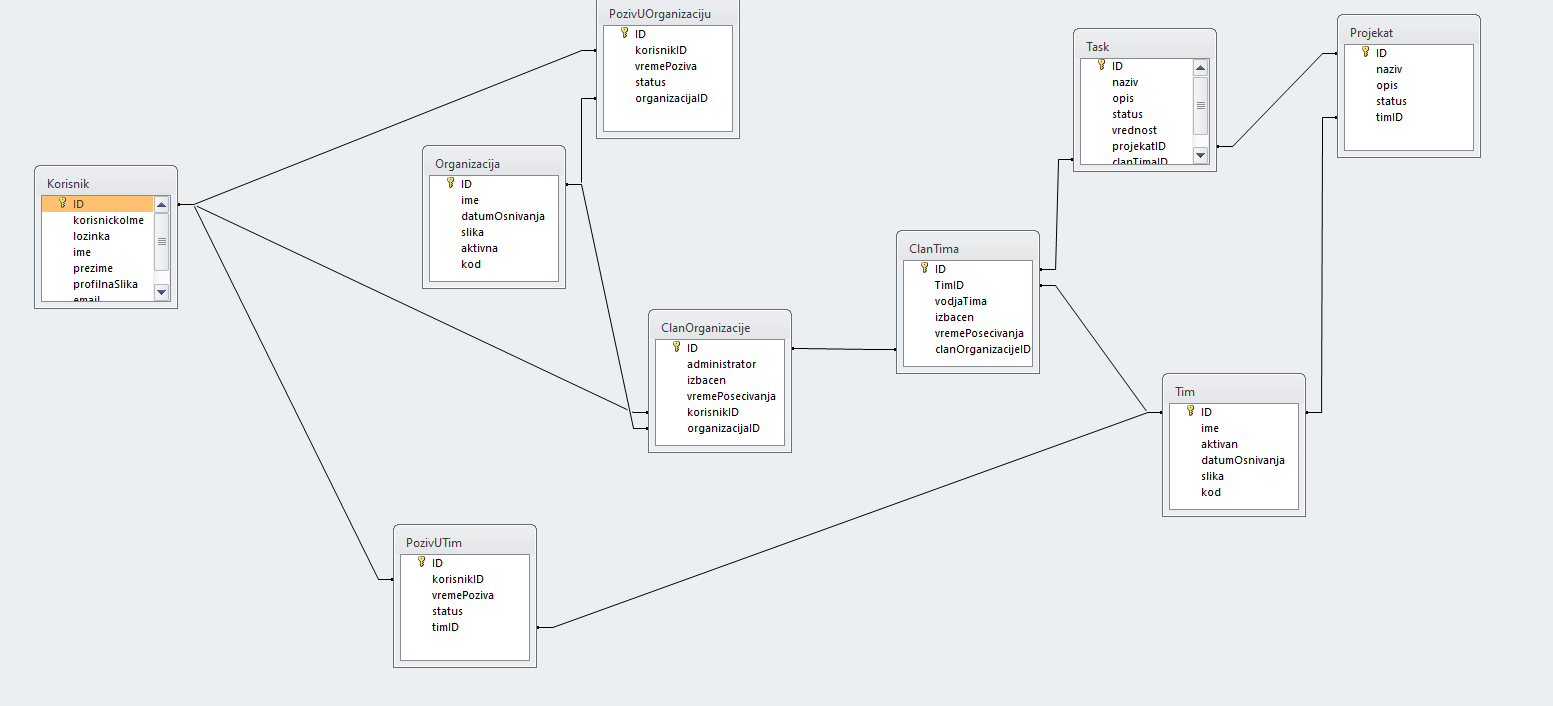 PozivUOrganizaciju
ID
korisnikID
vremePoziva
status
organizacijaID
Task
ID
naziv
opis
status
vrednost
projekatID
clanTimaID
Projekat
ID
naziv
opis
status
timID
Organizacija
ID
ime
datumOsnivanja
slika
aktivna
kod
Korisnik
ID
korisnickoIme
lozinka
ime
prezime
profilnaSlika
email
ClanTima
ID
TimID
vodjaTima
izbacen
vremePosecivanja
clanOrganizacijeID
ClanOrganizacije
ID
administrator
izbacen
vremePosecivanja
korisnikID
organizacijaID
Tim
ID
ime
aktivan
datumOsnivanja
slika
kod
PozivUTim
ID
korisnikID
vremePoziva
status
timID